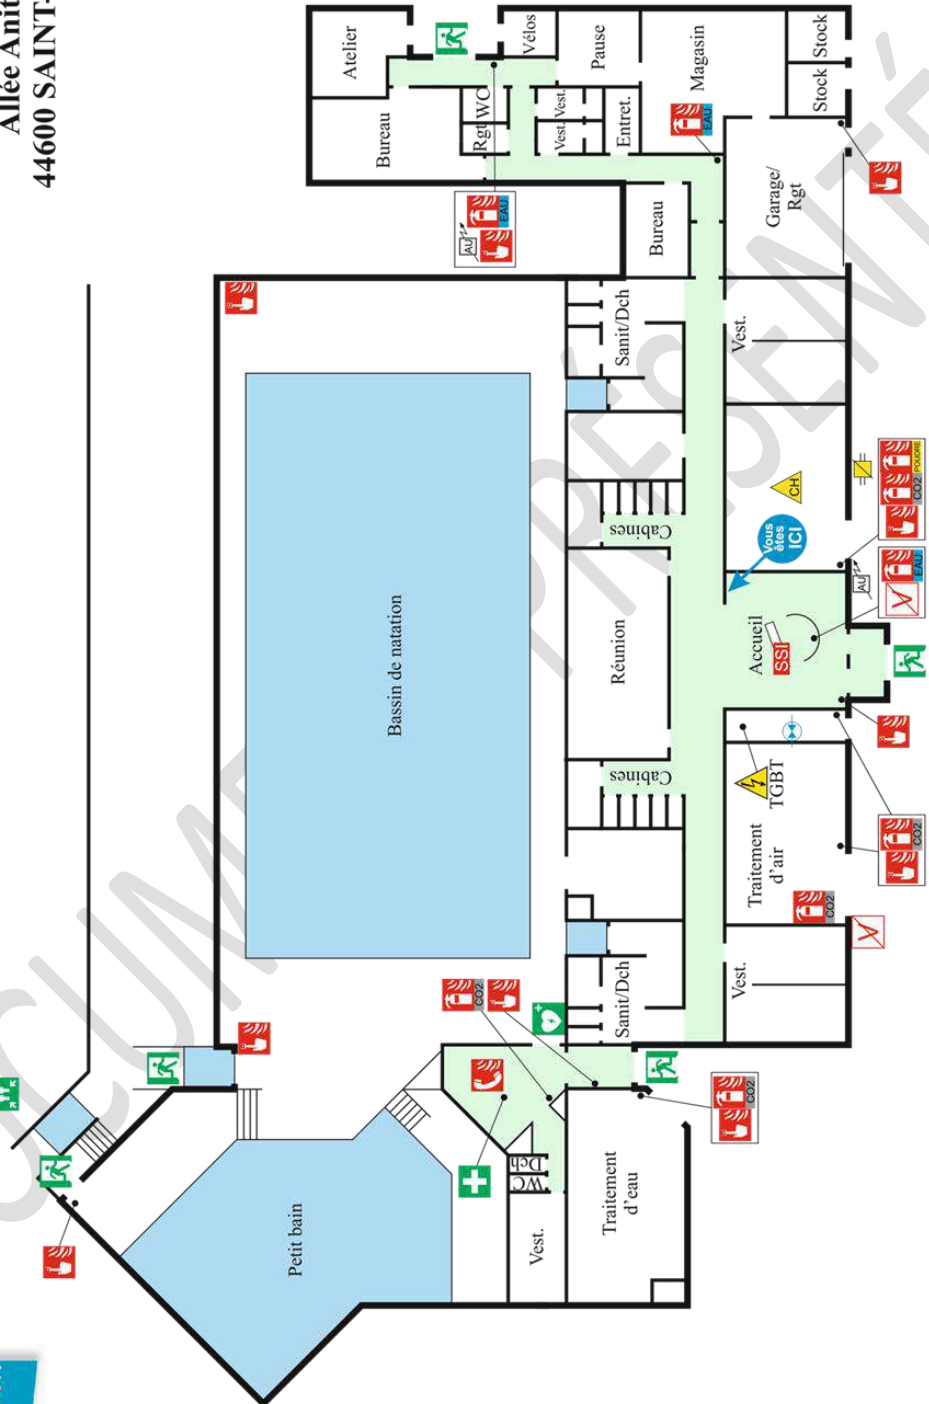 Allée Anit
44600 SAINT-
Atelier
Vélos
Pause
Magasin
Stock
Stock
Bureau
WC
Rgt
Vest.
Vest.
Entret.
EAU
Garage/
Rgt
AU
EAU
Bureau
Sanit/Dch
Vest.
CH
POUDRE
CO2
Cabines
Vous
êtes
ICI
AU
EAU
Bassin de natation
Réunion
Accueil
SSI
Cabines
TGBT
Traitement
d'air
CO2
CO2
Sanit/Dch
Vest.
CO2
CO2
Dch
WC
Petit bain
Vest.
Traitement
d'eau
PRÉSENTÉ